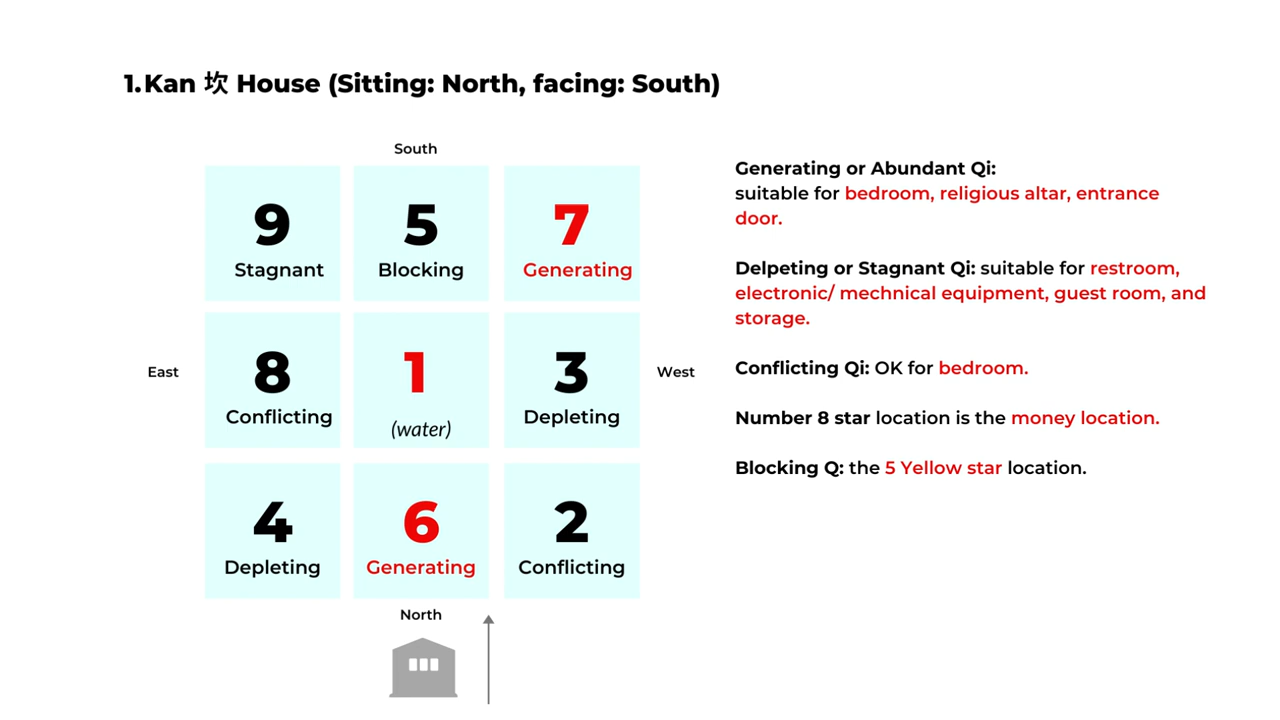 1.Kan 坎 House (Sitting: North, facing: South)
South
9
Stagnant
5
Blocking
7
Generating
East
8
Conflicting
1
(water)
3
Depleting
West
4
Depleting
6
Generating
2
Conflicting
North
Generating or Abundant Qi:
suitable for bedroom, religious altar, entrance
door.
Delpeting or Stagnant Qi: suitable for restroom,
electronic/ mechnical equipment, guest room, and
storage.
Conflicting Qi: OK for bedroom.
Number 8 star location is the money location.
Blocking Q: the 5 Yellow star location.